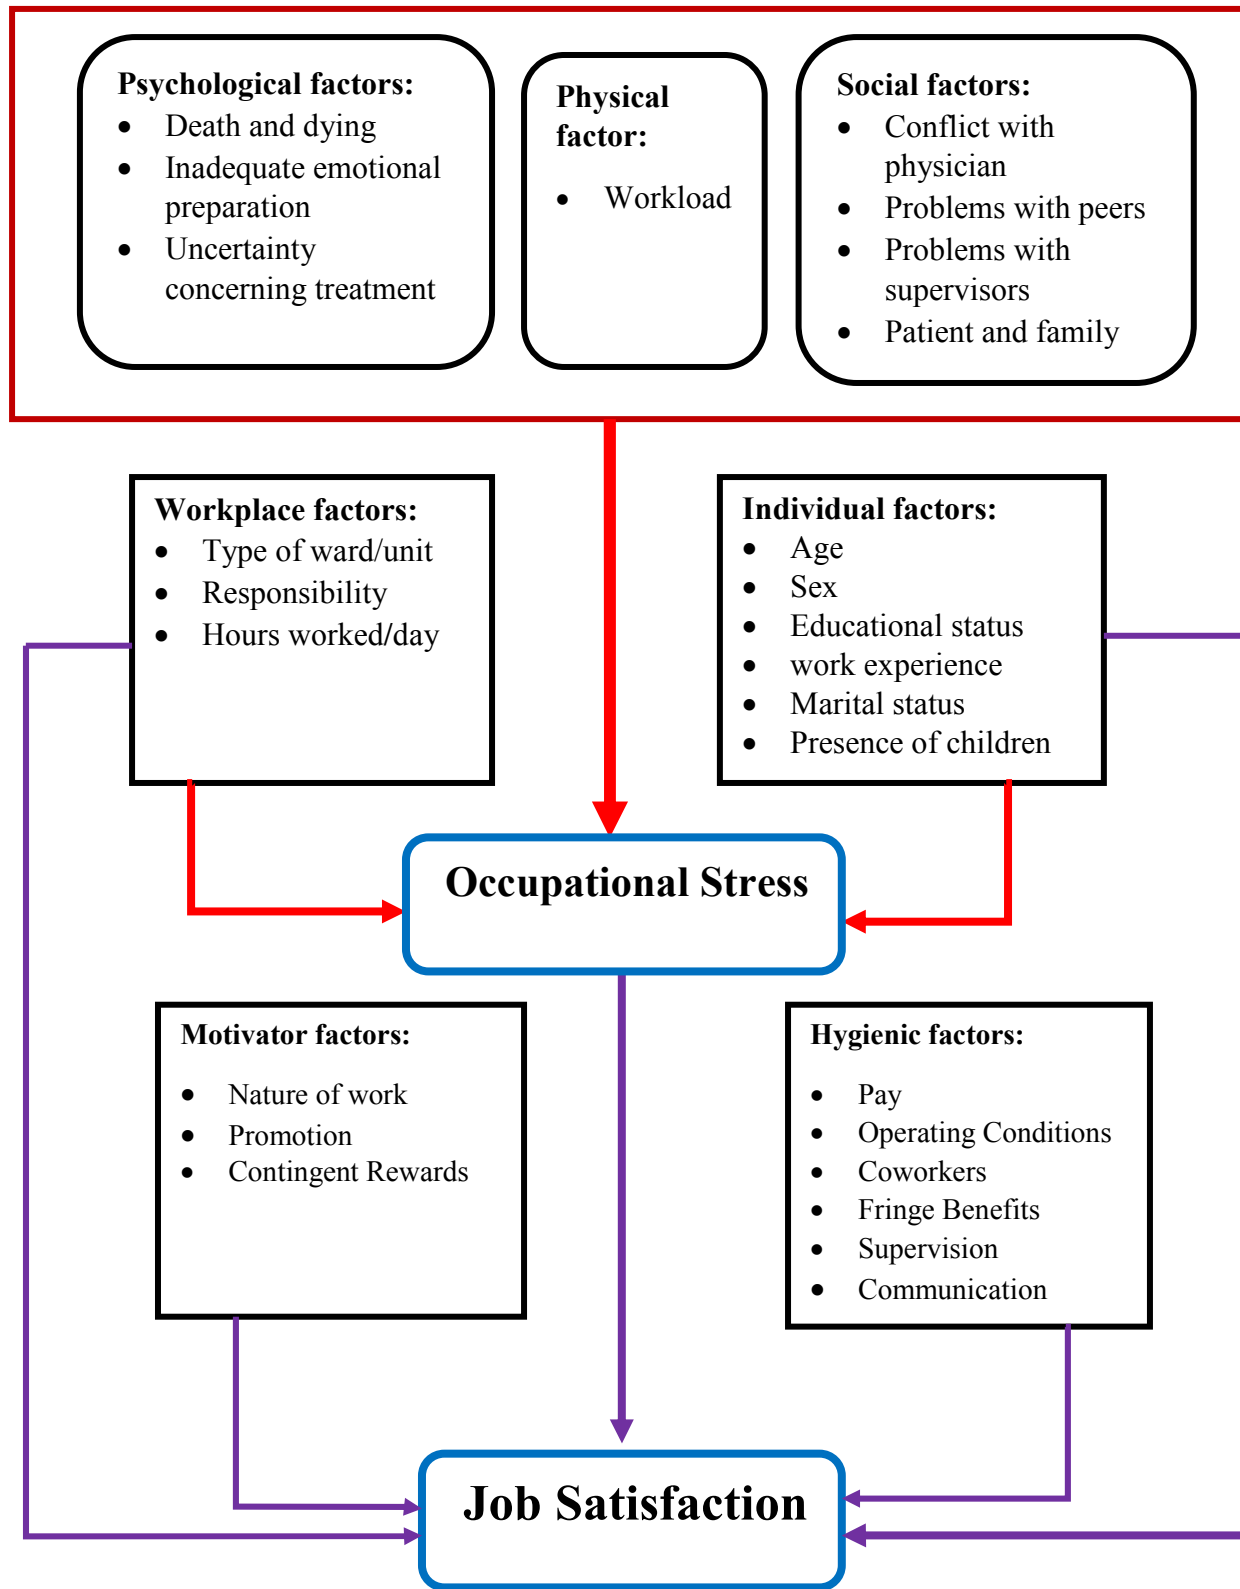 Psychological factors:
• Death and dying
• Inadequate emotional
preparation
• Uncertainty
concerning treatment
Physical
factor:
• Workload
Social factors:
• Conflict with
physician
• Problems with peers
• Problems with
supervisors
• Patient and family
Workplace factors:
• Type of ward/unit
• Responsibility
• Hours worked/day
Individual factors:
• Age
• Sex
• Educational status
• work experience
• Marital status
• Presence of children
Occupational Stress
Motivator factors:
• Nature of work
• Promotion
• Contingent Rewards
Hygienic factors:
• Pay
• Operating Conditions
• Coworkers
• Fringe Benefits
• Supervision
• Communication
Job Satisfaction